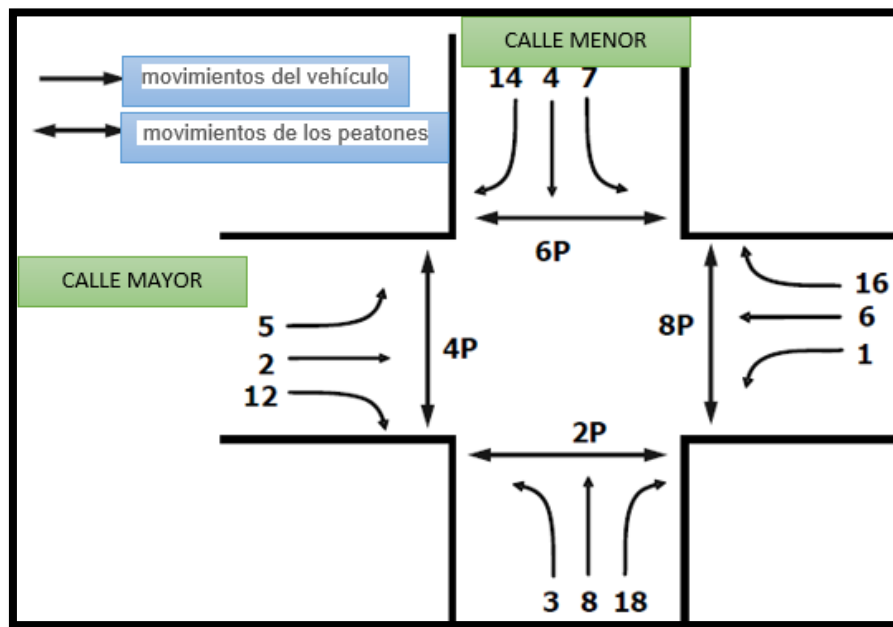 CALLE MENOR
movimientos del vehículo
14 4 7
movimientos de los peatones
6P
CALLE MAYOR
16
5
6
4P
8P
2
1
12
2P
3 8 18